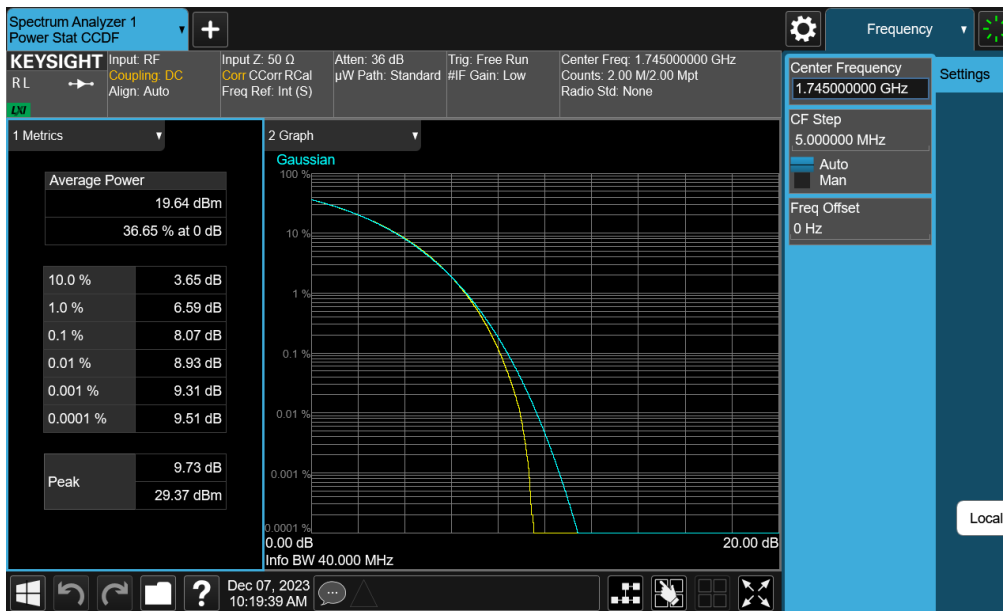 Spectrum Analyzer 1
Power Stat CCDF
Frequency
KEYSIGHT
RL
LXI
Input: RF
Coupling: DC
Align: Auto
Input Z: 50 Ω
Corr CCorr RCal
Freq Ref: Int (S)
Atten: 36 dB
µW Path: Standard
Trig: Free Run
#IF Gain: Low
Center Freq: 1.745000000 GHz
Counts: 2.00 M/2.00 Mpt
Radio Std: None
1 Metrics
Average Power
19.64 dBm
36.65 % at 0 dB
10.0 % 3.65 dB
1.0 % 6.59 dB
0.1 % 8.07 dB
0.01 % 8.93 dB
0.001 % 9.31 dB
0.0001 % 9.51 dB
Peak
9.73 dB
29.37 dBm
2 Graph
Gaussian
100 %
10 %
1 %
0.1 %
0.01 %
0.001 %
0.0001 %
0.00 dB 20.00 dB
Info BW 40.000 MHz
Center Frequency
1.745000000 GHz
CF Step
5.000000 MHz
Auto
Man
Freq Offset
0 Hz
Settings
Local
?
Dec 07, 2023
10:19:39 AM